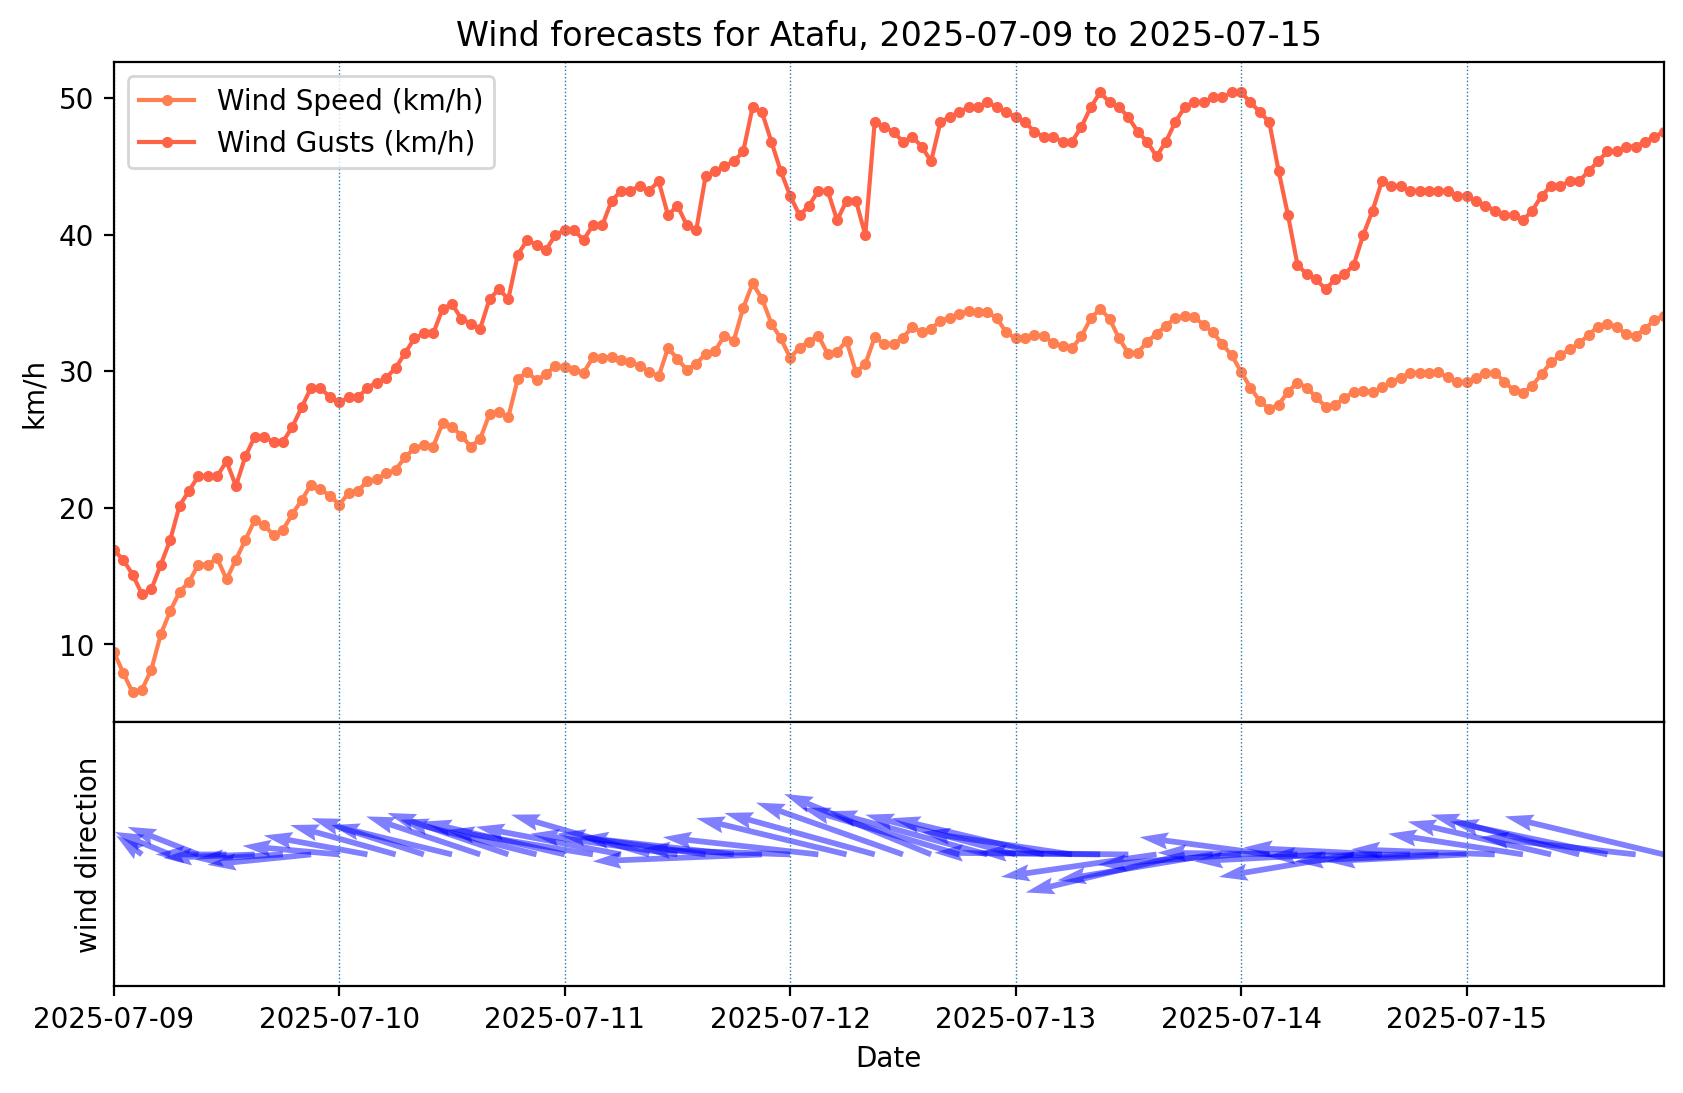 Wind forecasts for Atafu, 2025-07-09 to 2025-07-15
Wind Speed (km/h)
Wind Gusts (km/h)
50
40
30
20
10
km/h
wind direction
2025-07-09 2025-07-10 2025-07-11 2025-07-12 2025-07-13 2025-07-14 2025-07-15
Date